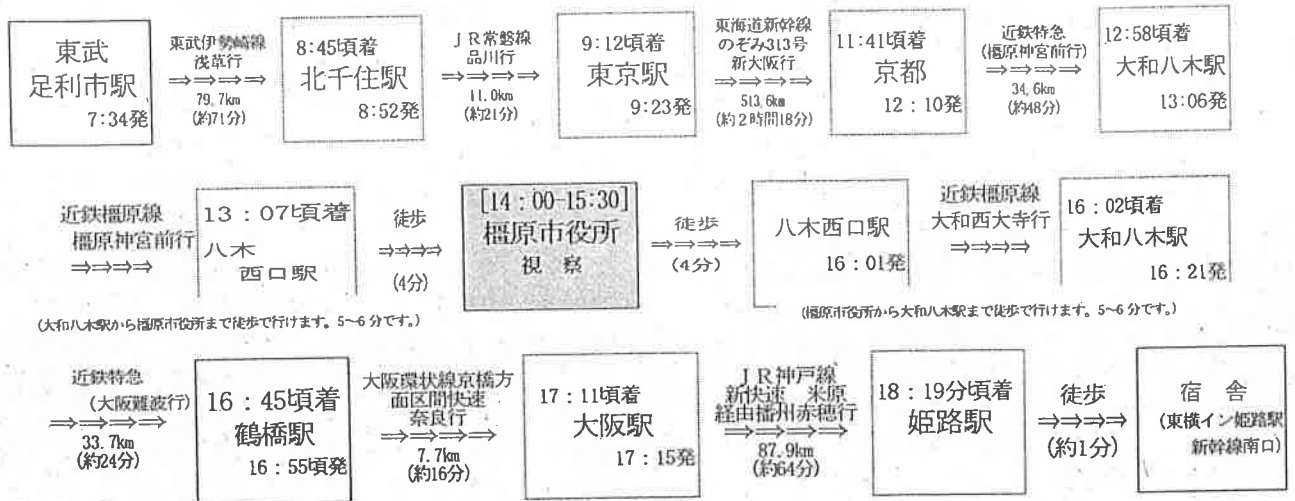 東武
足利市駅
7:34発
東武伊勢崎線
浅草行
⇒⇒⇒⇒
79.7km
(約71分)
8:45頃着
北千住駅
8:52発
JR常磐線
品川行
⇒⇒⇒⇒
11.0km
(約21分)
9:12頃着
東京駅
9:23発
東海道新幹線
のぞみ313号
新大阪行
⇒⇒⇒⇒
513.6km
(約2時間18分)
11:41頃着
京都
12:10発
近鉄特急
(橿原神宮前行)
⇒⇒⇒⇒
34.6km
(約48分)
12:58頃着
大和八木駅
13:06発
近鉄橿原線
橿原神宮前行
⇒⇒⇒⇒
13:07頃着
八木
西口駅
徒歩
⇒⇒⇒⇒
(4分)
[14:00-15:30]
橿原市役所
視 察
徒歩
⇒⇒⇒⇒
(4分)
八木西口駅
16:01発
近鉄橿原線
大和西大寺行
⇒⇒⇒⇒
16:02頃着
大和八木駅
16:21発
(大和八木駅から橿原市役所まで徒歩で行けます。5~6分です。)
(橿原市役所から大和八木駅まで徒歩で行けます。5~6分です。)
近鉄特急
(大阪難波行)
⇒⇒⇒⇒
33.7km
(約24分)
16:45頃着
鶴橋駅
16:55頃発
大阪環状線京橋方
面区間快速
奈良行
⇒⇒⇒⇒
7.7km
(約16分)
17:11頃着
大阪駅
17:15発
JR神戸線
新快速 米原
経由播州赤穂行
⇒⇒⇒⇒
87.9km
(約64分)
18:19分頃着
姫路駅
徒歩
⇒⇒⇒⇒
(約1分)
宿 舎
(東横イン姫路駅
新幹線南口)